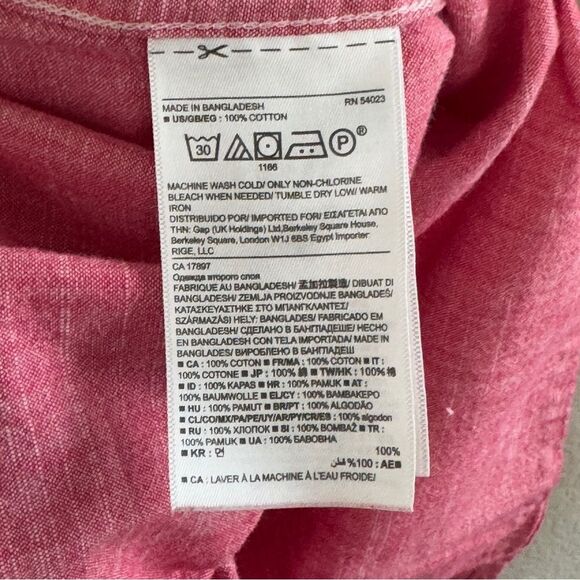 MADE IN BANGLADESH RN 54023
■ US/GB/EG : 100% COTTON
30 P ®
1166
MACHINE WASH COLD/ ONLY NON-CHLORINE
BLEACH WHEN NEEDED/ TUMBLE DRY LOW/ WARM
IRON
DISTRIBUIDO POR/ IMPORTED FOR/ ΕΙΣΑΓΕΤΑΙ ΑΠΟ
ΤΗΝ: Gap (UK Holdings) Ltd,Berkeley Square House,
Berkeley Square, London W1J 6BS Egypt Importer
RIGE, LLC
CA 17897
Одежда второго слоя
FABRIQUE AU BANGLADESH/ 孟加拉製造/ DIBUAT DI
BANGLADESH/ ZEMLJA PROIZVODNJE BANGLADEŠ/
ΚΑΤΑΣΚΕΥΑΣΤΗΚΕ ΣΤΟ ΜΠΑΝΓΚΛΑΝΤΕΣ/
SZÁRMAZÁSI HELY: BANGLADES/ FABRICADO EM
BANGLADESH/ СДЕЛАНО В БАНГЛАДЕШЕ/ HECHO
EN BANGLADESH CON TELA IMPORTADA/ MADE IN
BANGLADES/ ВИРОБЛЕНО В БАНГЛАДЕШ
■ CA : 100% COTON ■ FR/MA : 100% COTON ■ IT :
100% COTONE ■ JP : 100% 綿 ■ TW/HK : 100% 棉
■ ID : 100% KAPAS ■ HR : 100% PAMUK ■ AT :
100% BAUMWOLLE ■ EL/CY : 100% ΒΑΜΒΑΚΕΡΟ
■ HU : 100% PAMUT ■ BR/PT : 100% ALGODÃO
■ CL/CO/MX/PA/PE/UY/AR/PY/CR/ES : 100% algodon
■ RU : 100% ХЛОПОК ■ SI : 100% BOMBAŽ ■ TR :
100% PAMUK ■ UA : 100% БАВОВНА
■ KR : 면 100%
■AE : 100% قطن
■ CA : LAVER À LA MACHINE À L'EAU FROIDE/